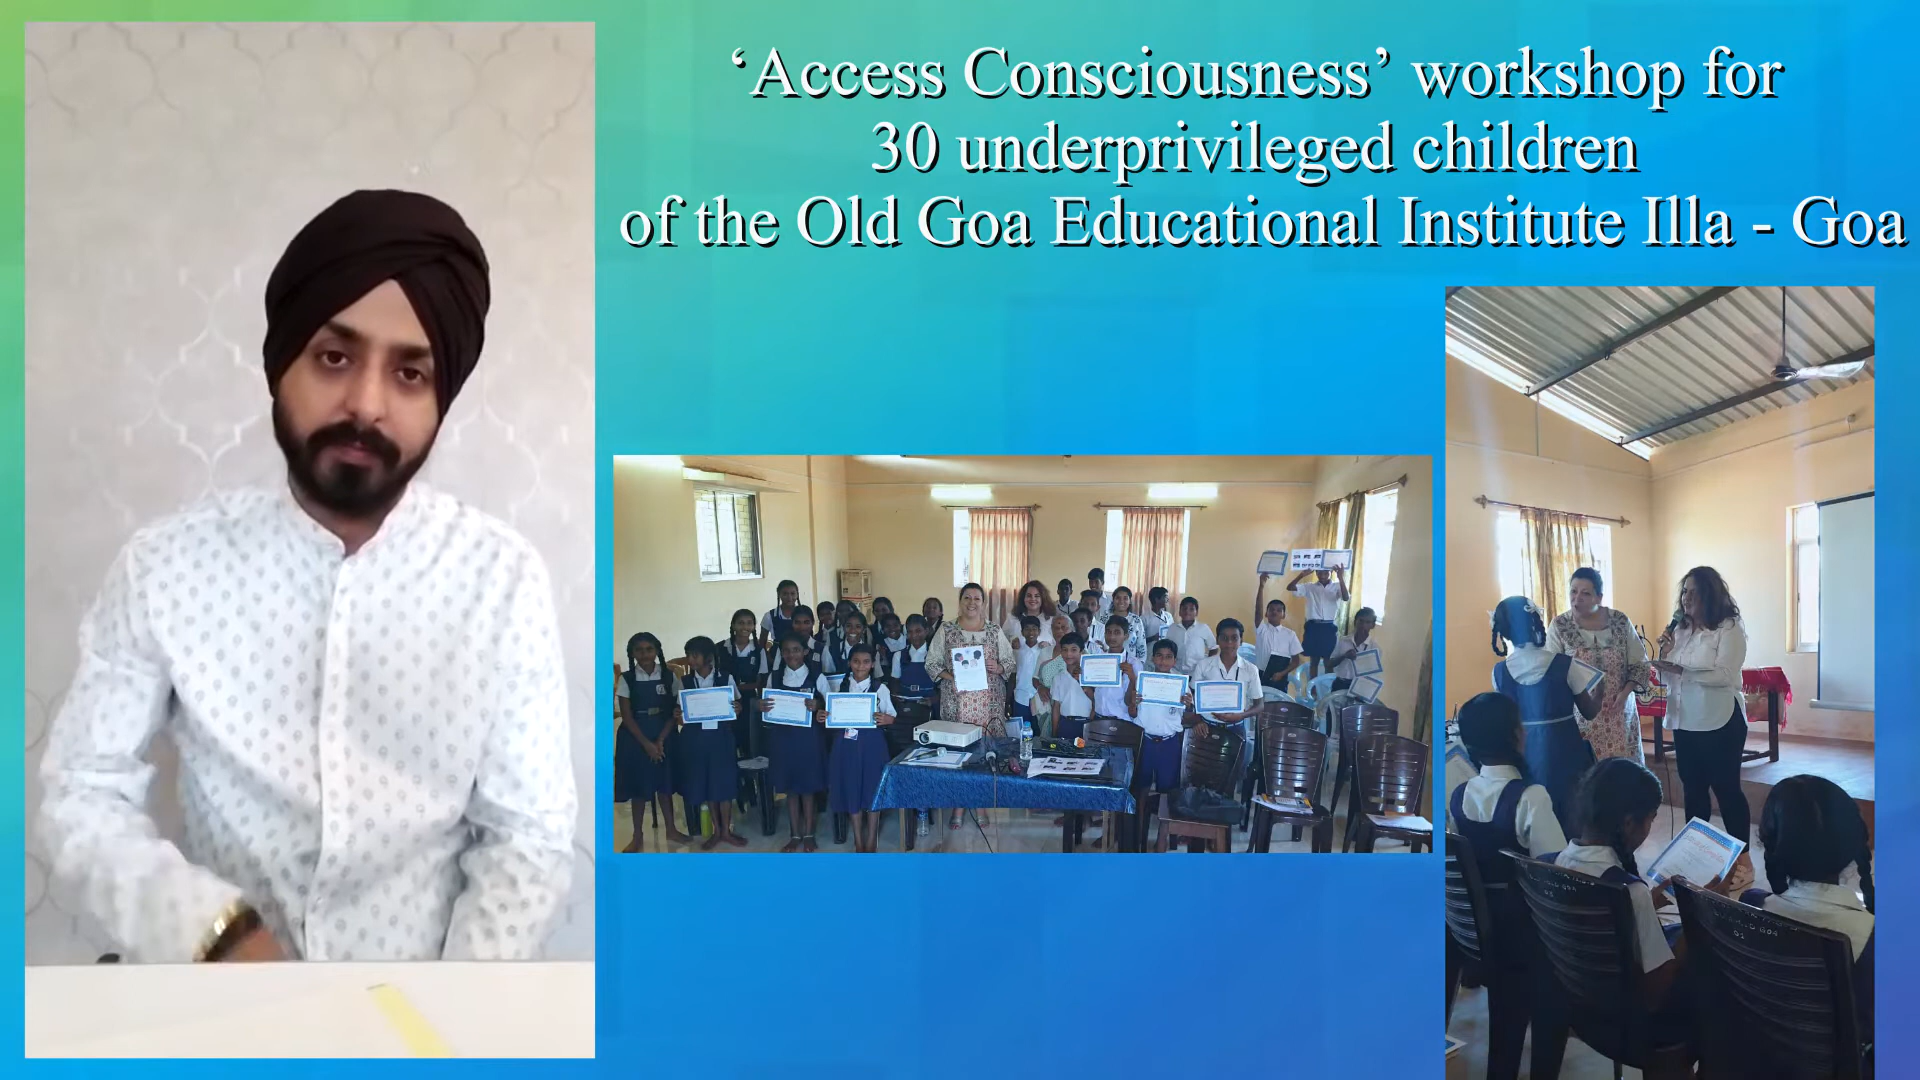 ‘Access Consciousness’ workshop for
30 underprivileged children
of the Old Goa Educational Institute Illa - Goa